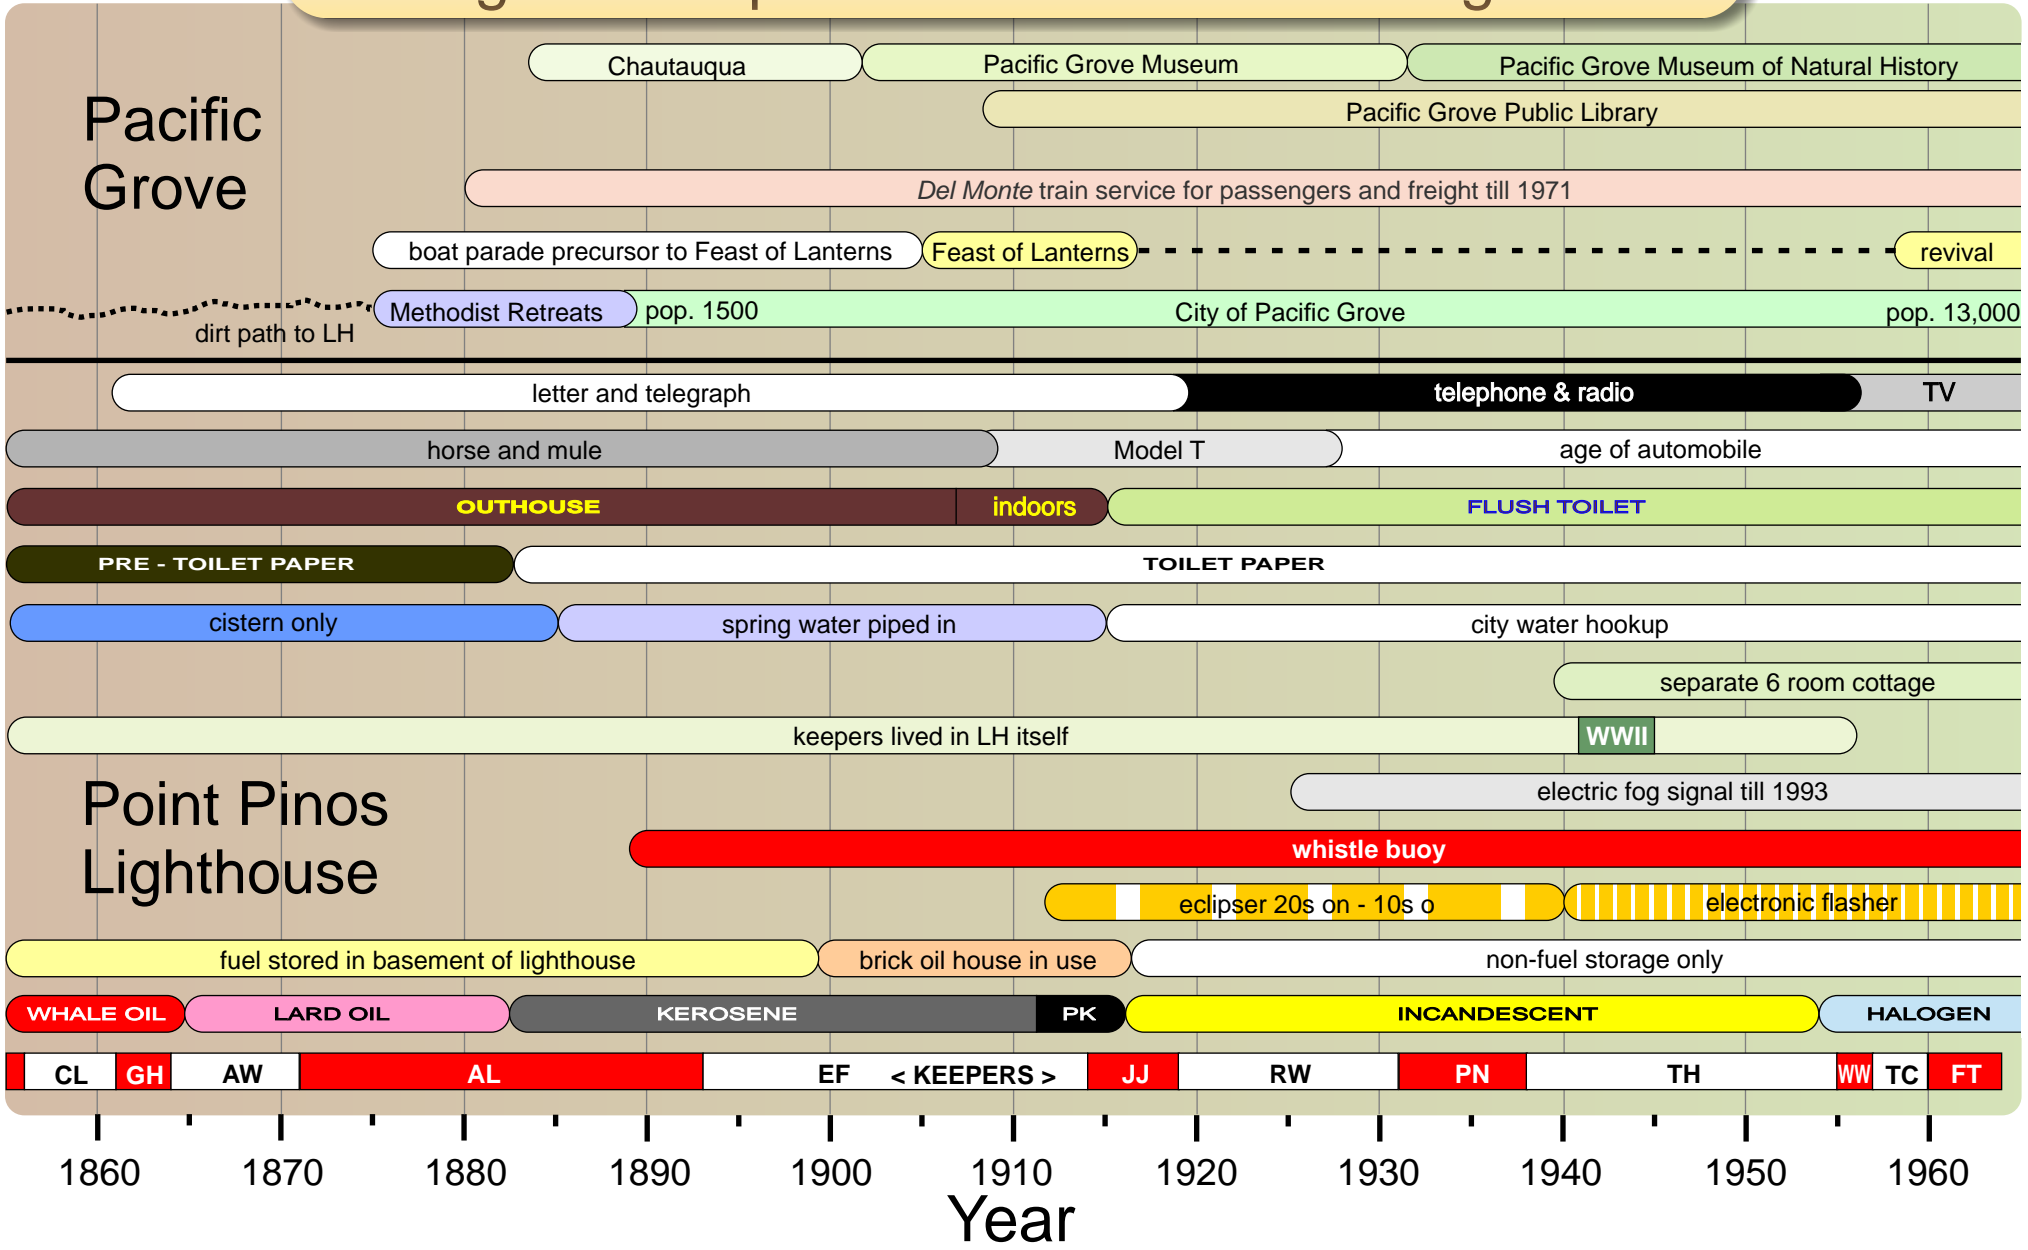 Chautauqua
Pacific Grove Museum
Pacific Grove Museum of Natural History
Pacific Grove Public Library
Pacific
Grove
Del Monte train service for passengers and freight till 1971
boat parade precursor to Feast of Lanterns
Feast of Lanterns
revival
Methodist Retreats
pop. 1500
City of Pacific Grove
pop. 13,000
dirt path to LH
letter and telegraph
telephone & radio
TV
horse and mule
Model T
age of automobile
OUTHOUSE
indoors
FLUSH TOILET
PRE - TOILET PAPER
TOILET PAPER
cistern only
spring water piped in
city water hookup
separate 6 room cottage
keepers lived in LH itself
WWII
Point Pinos
Lighthouse
electric fog signal till 1993
whistle buoy
eclipser 20s on - 10s o
electronic flasher
fuel stored in basement of lighthouse
brick oil house in use
non-fuel storage only
WHALE OIL
LARD OIL
KEROSENE
PK
INCANDESCENT
HALOGEN
CL
GH
AW
AL
EF
< KEEPERS >
JJ
RW
PN
TH
WW
TC
FT
1860
1870
1880
1890
1900
1910
1920
1930
1940
1950
1960
Year